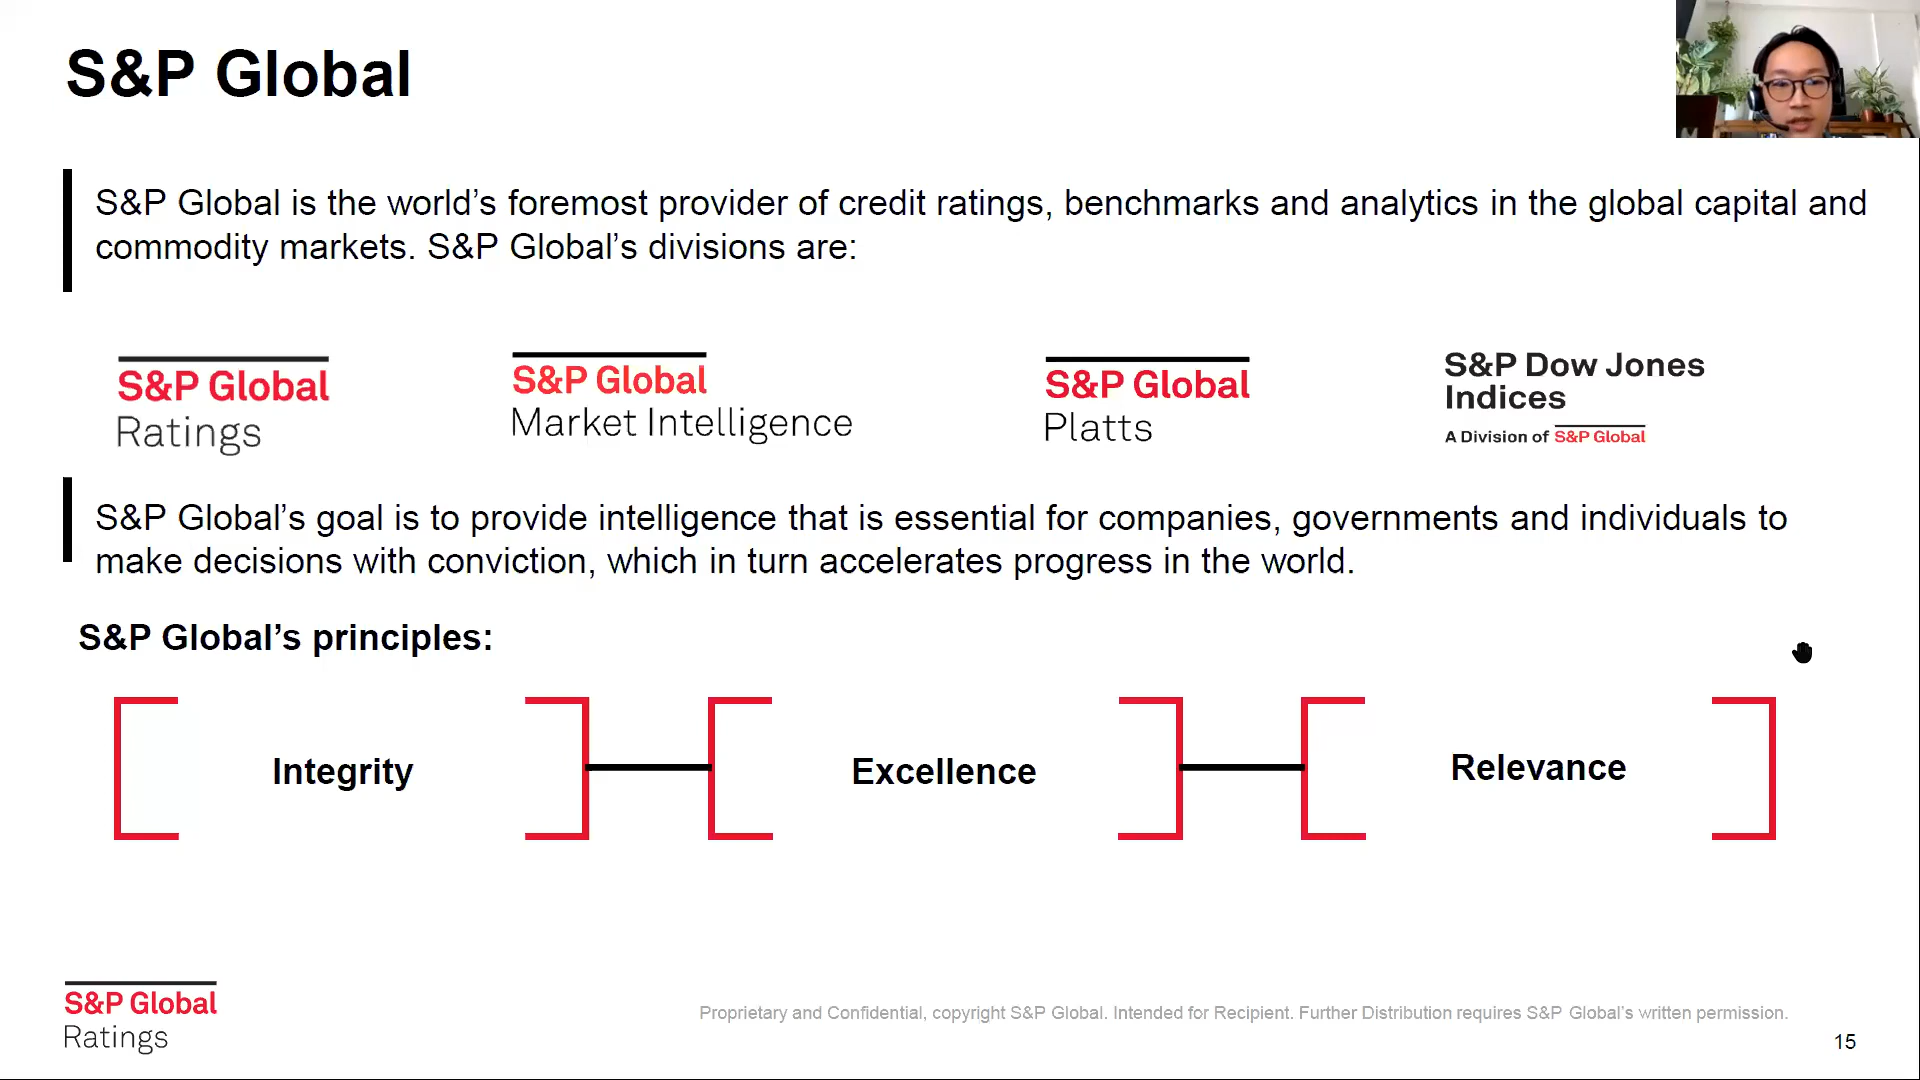 S&P Global
S&P Global is the world’s foremost provider of credit ratings, benchmarks and analytics in the global capital and
commodity markets. S&P Global’s divisions are:
S&P Global
Ratings
S&P Global
Market Intelligence
S&P Global
Platts
S&P Dow Jones
Indices
A Division of S&P Global
S&P Global’s goal is to provide intelligence that is essential for companies, governments and individuals to
make decisions with conviction, which in turn accelerates progress in the world.
S&P Global’s principles:
Integrity
Excellence
Relevance
S&P Global
Ratings
Proprietary and Confidential, copyright S&P Global. Intended for Recipient. Further Distribution requires S&P Global’s written permission.
15